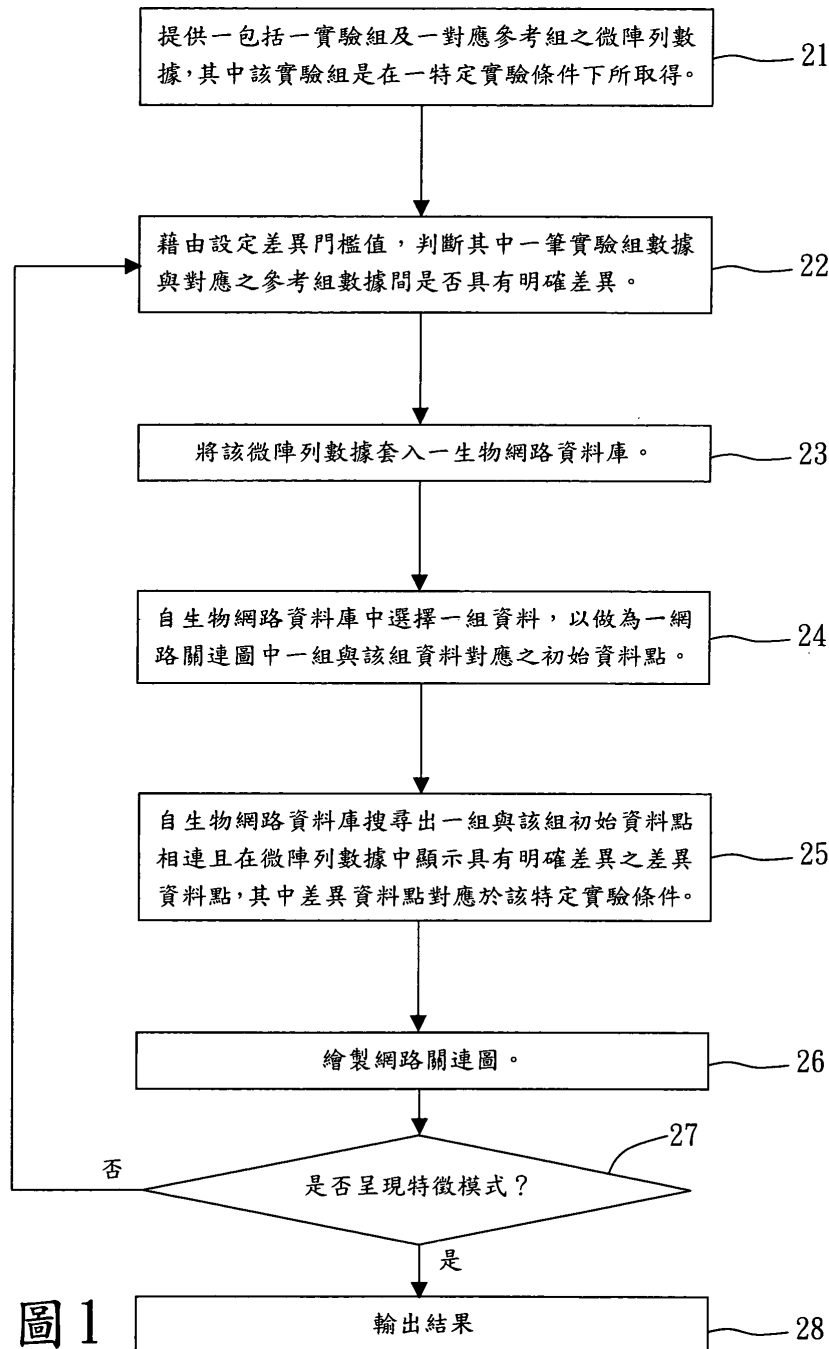 提供一包括一實驗組及一對應參考組之微陣列數
據,其中該實驗組是在一特定實驗條件下所取得。
21
藉由設定差異門檻值,判斷其中一筆實驗組數據
與對應之參考組數據間是否具有明確差異。
22
將該微陣列數據套入一生物網路資料庫。
23
自生物網路資料庫中選擇一組資料,以做為一網
路關連圖中一組與該組資料對應之初始資料點。
24
自生物網路資料庫搜尋出一組與該組初始資料點
相連且在微陣列數據中顯示具有明確差異之差異
資料點,其中差異資料點對應於該特定實驗條件。
25
繪製網路關連圖。
26
27
否
是否呈現特徵模式?
是
輸出結果
28
圖1